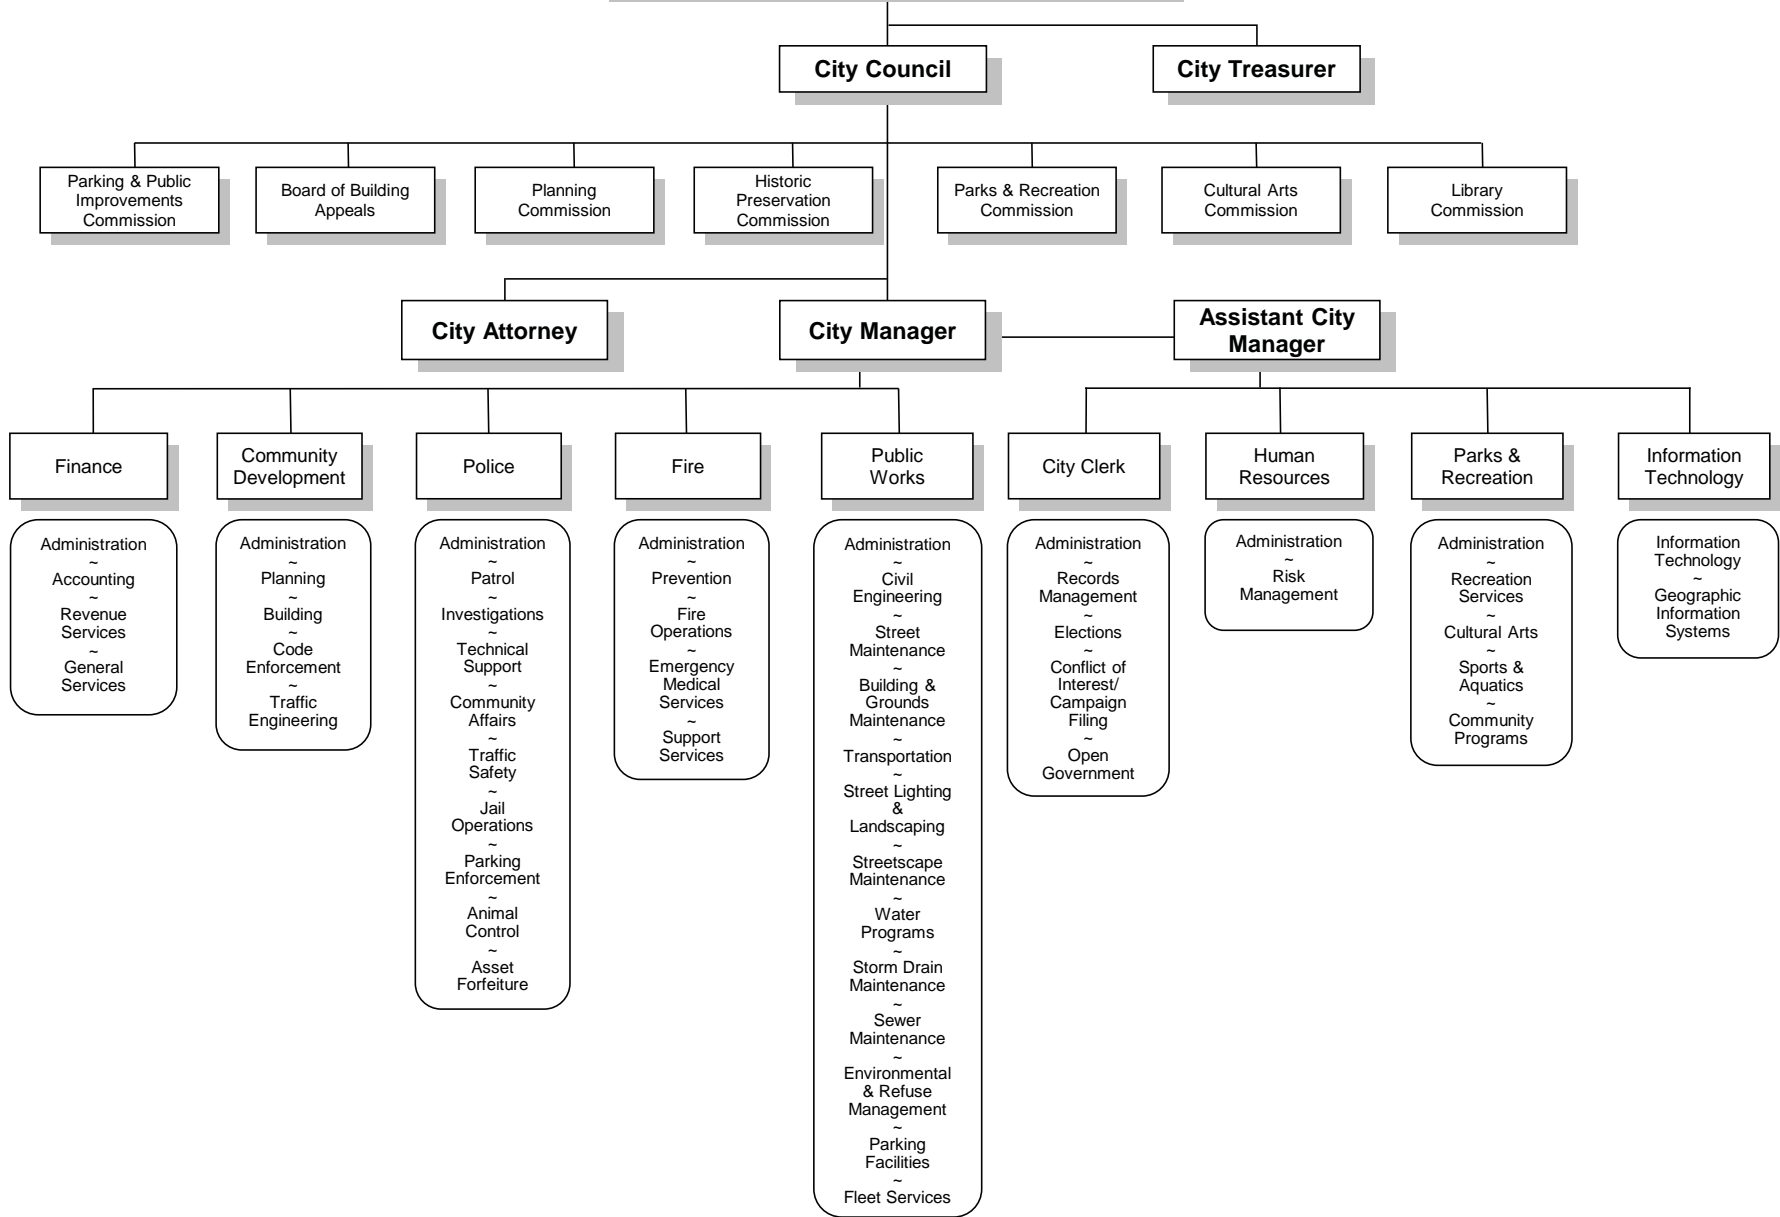 City Council
City Treasurer
Parking & Public
Improvements
Commission
Board of Building
Appeals
Planning
Commission
Historic
Preservation
Commission
Parks & Recreation
Commission
Cultural Arts
Commission
Library
Commission
City Attorney
City Manager
Assistant City
Manager
Finance
Community
Development
Police
Fire
Public
Works
City Clerk
Human
Resources
Parks &
Recreation
Information
Technology
Administration
~
Accounting
~
Revenue
Services
~
General
Services
Administration
~
Planning
~
Building
~
Code
Enforcement
~
Traffic
Engineering
Administration
~
Patrol
~
Investigations
~
Technical
Support
~
Community
Affairs
~
Traffic
Safety
~
Jail
Operations
~
Parking
Enforcement
~
Animal
Control
~
Asset
Forfeiture
Administration
~
Prevention
~
Fire
Operations
~
Emergency
Medical
Services
~
Support
Services
Administration
~
Civil
Engineering
~
Street
Maintenance
~
Building &
Grounds
Maintenance
~
Transportation
~
Street Lighting
&
Landscaping
~
Streetscape
Maintenance
~
Water
Programs
~
Storm Drain
Maintenance
~
Sewer
Maintenance
~
Environmental
& Refuse
Management
~
Parking
Facilities
~
Fleet Services
Administration
~
Records
Management
~
Elections
~
Conflict of
Interest/
Campaign
Filing
~
Open
Government
Administration
~
Risk
Management
Administration
~
Recreation
Services
~
Cultural Arts
~
Sports &
Aquatics
~
Community
Programs
Information
Technology
~
Geographic
Information
Systems